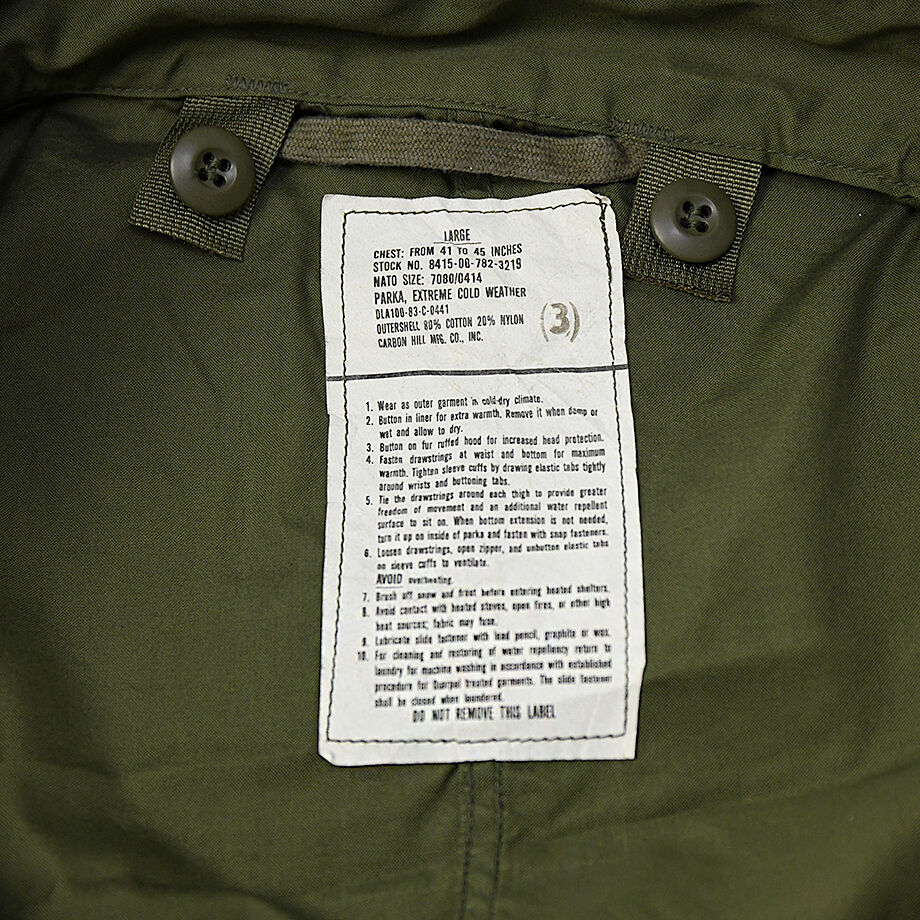 LARGE
CHEST: FROM 41 TO 45 INCHES
STOCK NO. 8415-00-782-3219
NATO SIZE: 7080/0414
PARKA, EXTREME COLD WEATHER
DLA100-83-C-0441
OUTERSHELL 80% COTTON 20% NYLON
CARBON HILL MFG. CO., INC.
(3)
1. Wear as outer garment in cold-dry climate.
2. Button in liner for extra warmth. Remove it when damp or
wet and allow to dry.
3. Button on fur ruffed hood for increased head protection.
4. Fasten drawstrings at waist and bottom for maximum
warmth. Tighten sleeve cuffs by drawing elastic tabs tightly
around wrists and buttoning tabs.
5. Tie the drawstrings around each thigh to provide greater
freedom of movement and an additional water repellent
surface to sit on. When bottom extension is not needed,
turn it up on inside of parka and fasten with snap fasteners.
6. Loosen drawstrings, open zipper, and unbutton elastic tabs
on sleeve cuffs to ventilate.
AVOID overheating.
7. Brush off snow and frost before entering heated shelters.
8. Avoid contact with heated stoves, open fires, or other high
heat sources; fabric may fuse.
9. Lubricate slide fastener with lead pencil, graphite or wax.
10. For cleaning and restoring of water repellency return to
laundry for machine washing in accordance with established
procedure for Quarpel treated garments. The slide fastener
shall be closed when laundered.
DO NOT REMOVE THIS LABEL